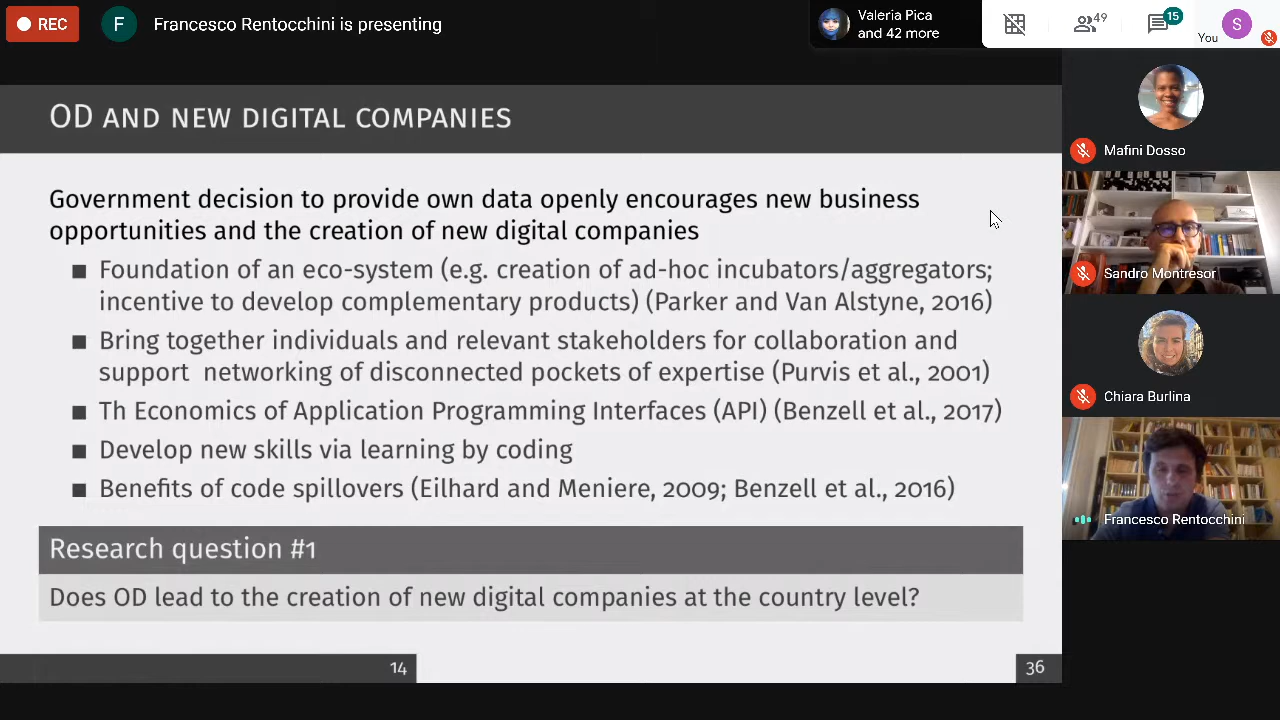 REC
F
Francesco Rentocchini is presenting
Valeria Pica
and 42 more
49
15
You
S
OD AND NEW DIGITAL COMPANIES
Government decision to provide own data openly encourages new business
opportunities and the creation of new digital companies
Foundation of an eco-system (e.g. creation of ad-hoc incubators/aggregators;
incentive to develop complementary products) (Parker and Van Alstyne, 2016)
Bring together individuals and relevant stakeholders for collaboration and
support networking of disconnected pockets of expertise (Purvis et al., 2001)
Th Economics of Application Programming Interfaces (API) (Benzell et al., 2017)
Develop new skills via learning by coding
Benefits of code spillovers (Eilhard and Meniere, 2009; Benzell et al., 2016)
Research question #1
Does OD lead to the creation of new digital companies at the country level?
14
36
Mafini Dosso
Sandro Montresor
Chiara Burlina
Francesco Rentocchini